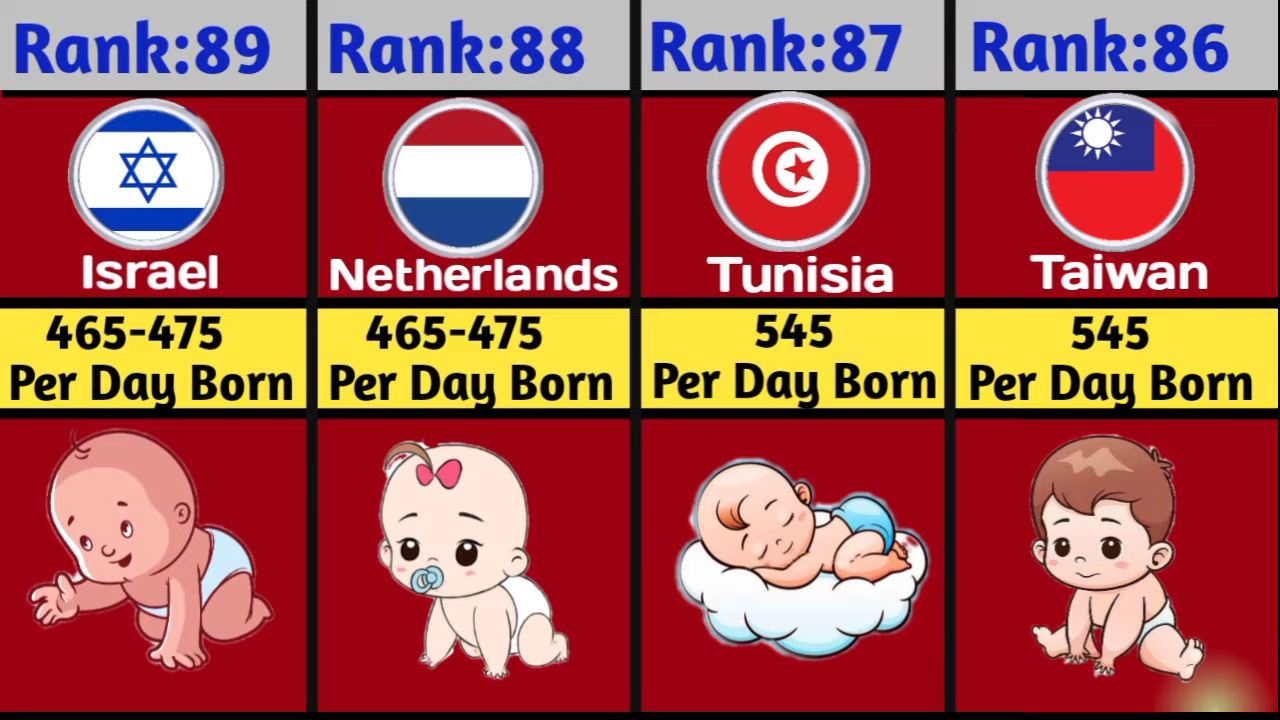 Rank:89
Israel
465-475
Per Day Born
Rank:88
Netherlands
465-475
Per Day Born
Rank:87
Tunisia
545
Per Day Born
Rank:86
Taiwan
545
Per Day Born